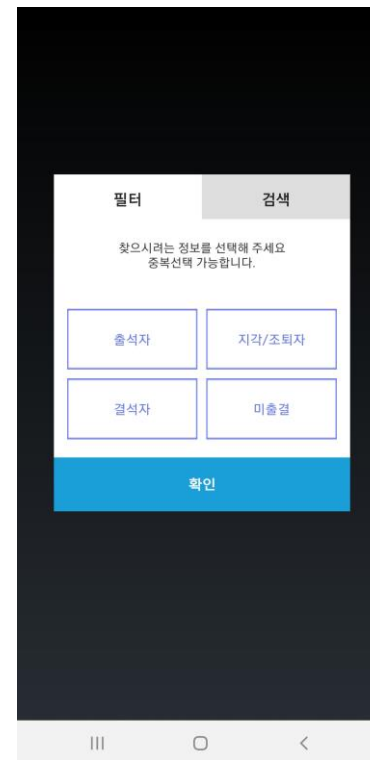 필터
검색
찾으시려는 정보를 선택해 주세요
중복선택 가능합니다.
출석자
지각/조퇴자
결석자
미출결
확인